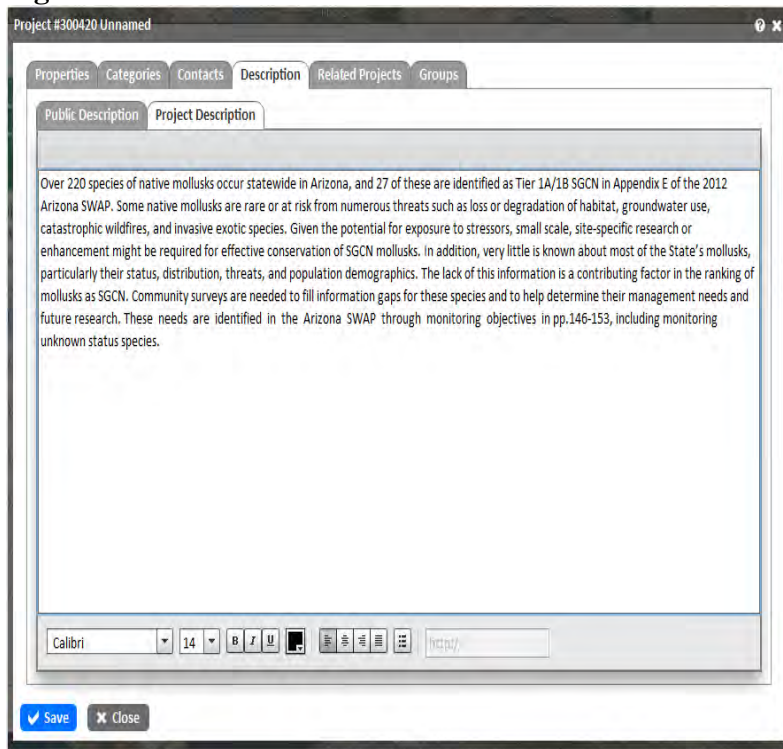 Project #300420 Unnamed
Properties Categories Contacts Description Related Projects Groups
Public Description Project Description
Over 220 species of native mollusks occur statewide in Arizona, and 27 of these are identified as Tier 1A/1B SGCN in Appendix E of the 2012
Arizona SWAP. Some native mollusks are rare or at risk from numerous threats such as loss or degradation of habitat, groundwater use,
catastrophic wildfires, and invasive exotic species. Given the potential for exposure to stressors, small scale, site-specific research or
enhancement might be required for effective conservation of SGCN mollusks. In addition, very little is known about most of the State's mollusks,
particularly their status, distribution, threats, and population demographics. The lack of this information is a contributing factor in the ranking of
mollusks as SGCN. Community surveys are needed to fill information gaps for these species and to help determine their management needs and
future research. These needs are identified in the Arizona SWAP through monitoring objectives in pp.146-153, including monitoring
unknown status species.
Calibri 14 B I U http://
Save Close